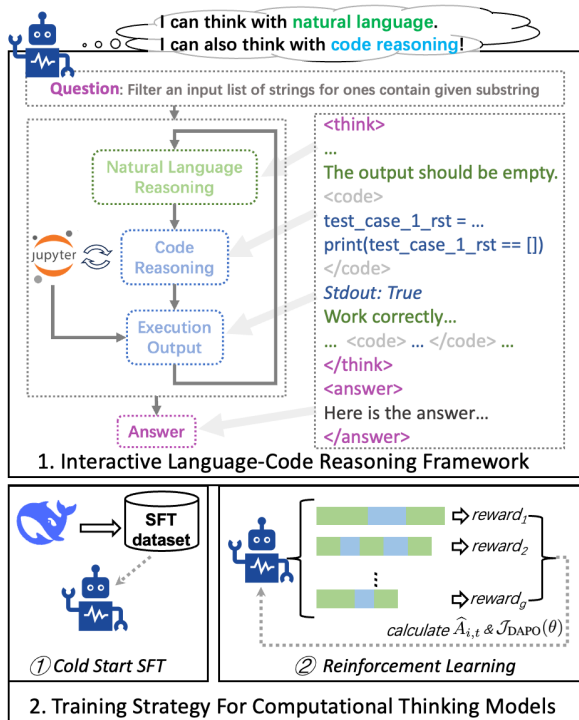 I can think with natural language.
I can also think with code reasoning!
Question: Filter an input list of strings for ones contain given substring
Natural Language
Reasoning
Code
Reasoning
jupyter
Execution
Output
Answer
<think>
...
The output should be empty.
<code>
test_case_1_rst = ...
print(test_case_1_rst == [])
</code>
Stdout: True
Work correctly...
... <code> ... </code> ...
</think>
<answer>
Here is the answer...
</answer>
1. Interactive Language-Code Reasoning Framework
SFT
dataset
① Cold Start SFT
reward₁
reward₂
⋮
reward_g
calculate Â_{i,t} & 𝒥_DAPO(θ)
② Reinforcement Learning
2. Training Strategy For Computational Thinking Models